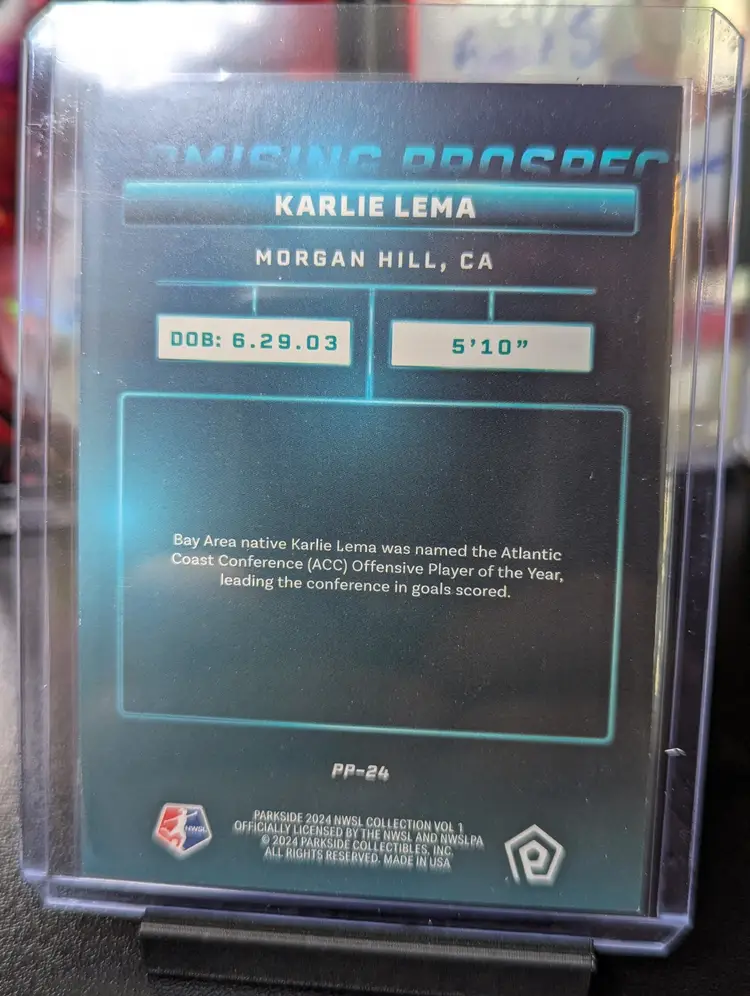 OMISING PROSPEC
KARLIE LEMA
MORGAN HILL, CA
DOB: 6.29.03
5'10”
Bay Area native Karlie Lema was named the Atlantic
Coast Conference (ACC) Offensive Player of the Year,
leading the conference in goals scored.
PP-24
NWSL
PARKSIDE 2024 NWSL COLLECTION VOL 1
OFFICIALLY LICENSED BY THE NWSL AND NWSLPA
© 2024 PARKSIDE COLLECTIBLES, INC.
ALL RIGHTS RESERVED. MADE IN USA